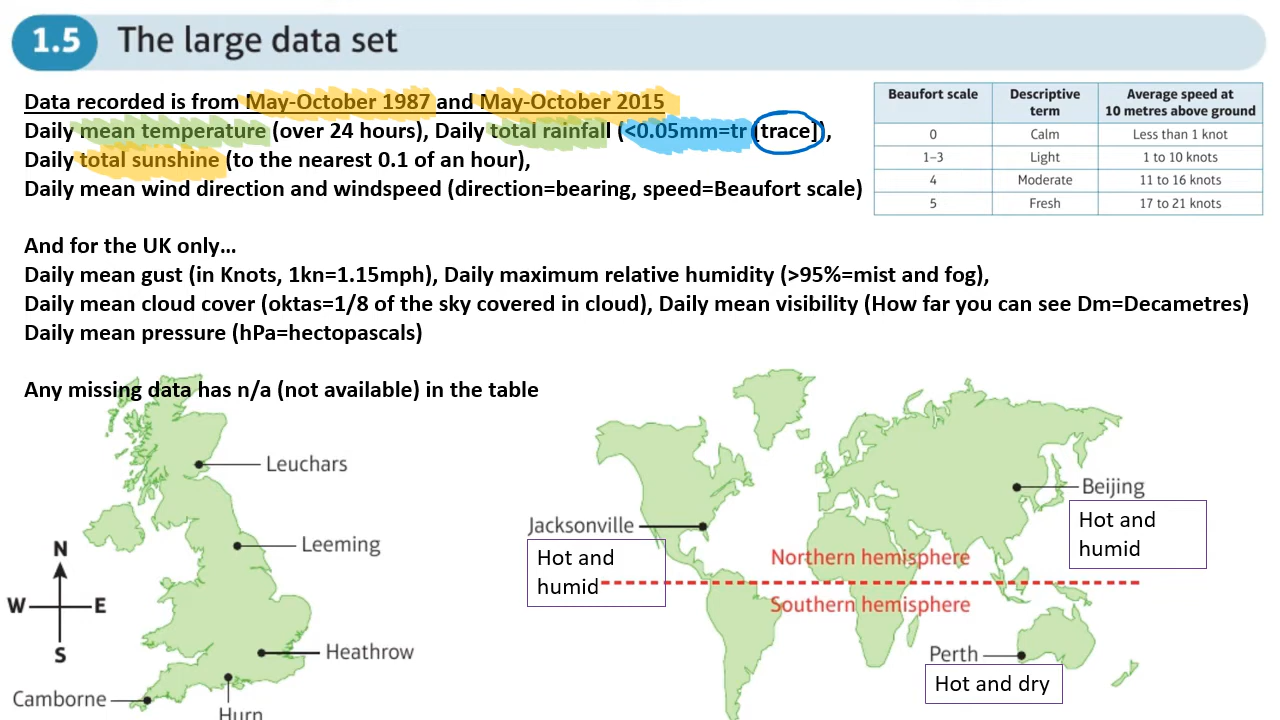 1.5 The large data set
Data recorded is from May-October 1987 and May-October 2015
Daily mean temperature (over 24 hours), Daily total rainfall (<0.05mm=tr [trace]),
Daily total sunshine (to the nearest 0.1 of an hour),
Daily mean wind direction and windspeed (direction=bearing, speed=Beaufort scale)
Beaufort scale Descriptive term Average speed at 10 metres above ground
0 Calm Less than 1 knot
1–3 Light 1 to 10 knots
4 Moderate 11 to 16 knots
5 Fresh 17 to 21 knots
And for the UK only…
Daily mean gust (in Knots, 1kn=1.15mph), Daily maximum relative humidity (>95%=mist and fog),
Daily mean cloud cover (oktas=1/8 of the sky covered in cloud), Daily mean visibility (How far you can see Dm=Decametres)
Daily mean pressure (hPa=hectopascals)
Any missing data has n/a (not available) in the table
Leuchars
Leeming
N
W E
S
Heathrow
Camborne
Hurn
Jacksonville
Hot and
humid
Beijing
Hot and
humid
Northern hemisphere
Southern hemisphere
Perth
Hot and dry